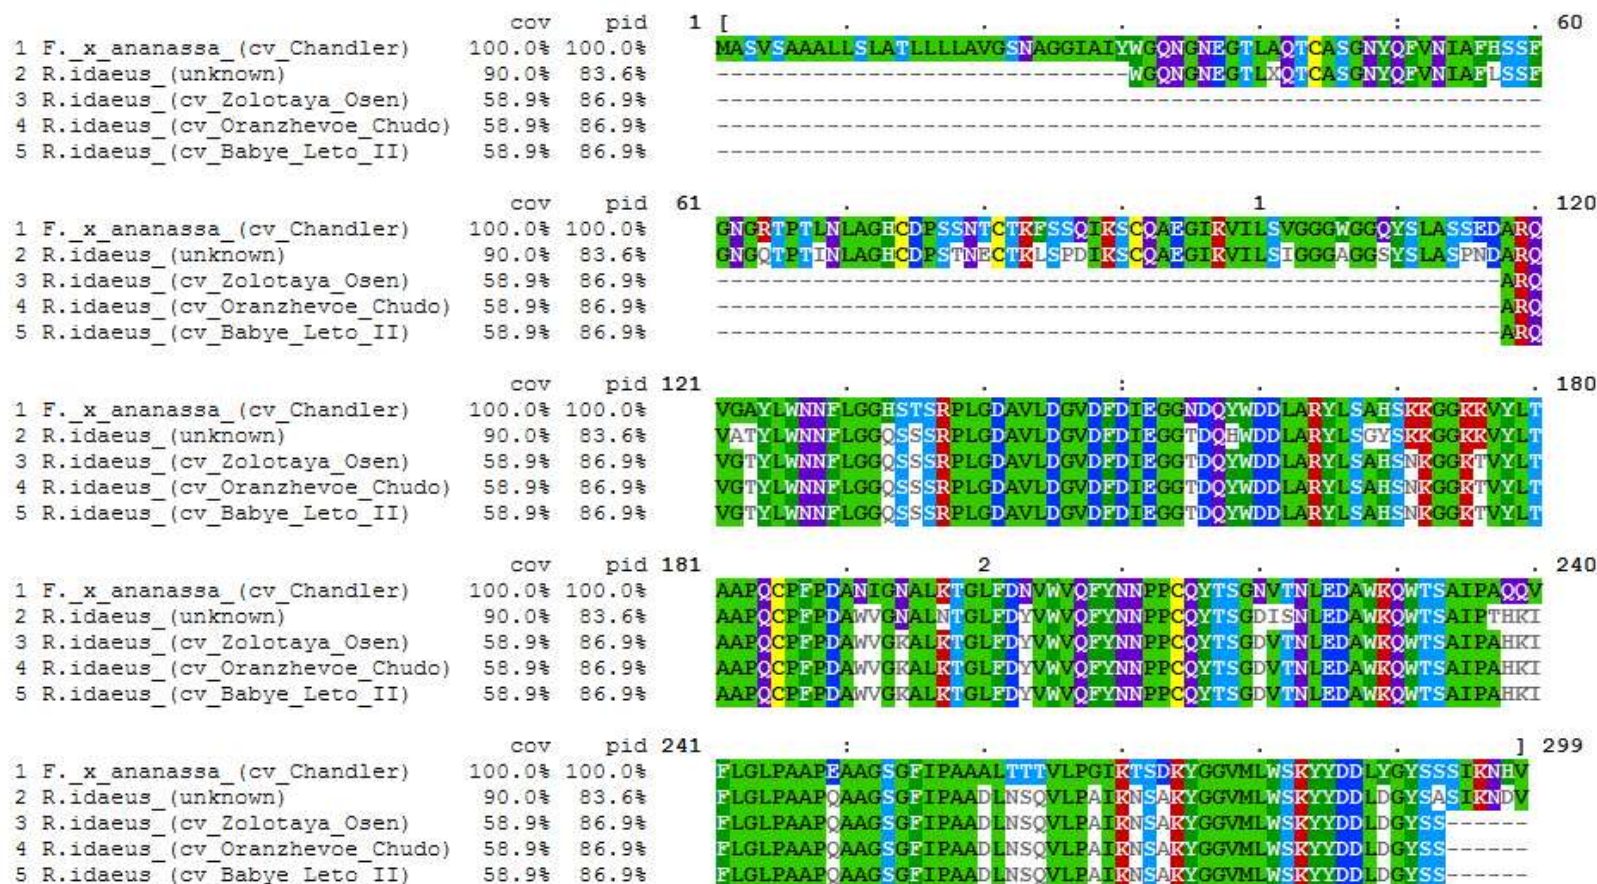 cov pid 1 [ . . : . : . 60
1 F._x_ananassa_(cv_Chandler) 100.0% 100.0% MASVSAAALLSLATLLLLAVGSNAGGIAIYWGQNGNEGTLAQTCASGNYQFVNIAFHSSF
2 R.idaeus_(unknown) 90.0% 83.6% ------------------------------WGQNGNEGTLXQTCASGNYQFVNIAFLSSF
3 R.idaeus_(cv_Zolotaya_Osen) 58.9% 86.9% ------------------------------------------------------------
4 R.idaeus_(cv_Oranzhevoe_Chudo) 58.9% 86.9% ------------------------------------------------------------
5 R.idaeus_(cv_Babye_Leto_II) 58.9% 86.9% ------------------------------------------------------------
cov pid 61 . . . 1 . 120
1 F._x_ananassa_(cv_Chandler) 100.0% 100.0% GNGRTPTLNLAGHCDPSSNTCTKFSSQIKSCQAEGIKVILSVGGGWGGQYSLASSEDARQ
2 R.idaeus_(unknown) 90.0% 83.6% GNGQTPTINLAGHCDPSTNECTKLSPDIKSCQAEGIKVILSIGGGAGGSYSLASPNDARQ
3 R.idaeus_(cv_Zolotaya_Osen) 58.9% 86.9% ---------------------------------------------------------ARQ
4 R.idaeus_(cv_Oranzhevoe_Chudo) 58.9% 86.9% ---------------------------------------------------------ARQ
5 R.idaeus_(cv_Babye_Leto_II) 58.9% 86.9% ---------------------------------------------------------ARQ
cov pid 121 . . : . . . 180
1 F._x_ananassa_(cv_Chandler) 100.0% 100.0% VGAYLWNNFLGGHSTSRPLGDAVLDGVDFDIEGGNDQYWDDLARYLSAHSKKGGKKVYLT
2 R.idaeus_(unknown) 90.0% 83.6% VATYLWNNFLGGQSSSRPLGDAVLDGVDFDIEGGTDQHWDDLARYLSGYSKKGGKKVYLT
3 R.idaeus_(cv_Zolotaya_Osen) 58.9% 86.9% VGTYLWNNFLGGQSSSRPLGDAVLDGVDFDIEGGTDQYWDDLARYLSAHSNKGGKTVYLT
4 R.idaeus_(cv_Oranzhevoe_Chudo) 58.9% 86.9% VGTYLWNNFLGGQSSSRPLGDAVLDGVDFDIEGGTDQYWDDLARYLSAHSNKGGKTVYLT
5 R.idaeus_(cv_Babye_Leto_II) 58.9% 86.9% VGTYLWNNFLGGQSSSRPLGDAVLDGVDFDIEGGTDQYWDDLARYLSAHSNKGGKTVYLT
cov pid 181 . 2 . . . . 240
1 F._x_ananassa_(cv_Chandler) 100.0% 100.0% AAPQCPFPDANIGNALKTGLFDNVWVQFYNNPPCQYTSGNVTNLEDAWKQWTSAIPAQQV
2 R.idaeus_(unknown) 90.0% 83.6% AAPQCPFPDAWVGNALNTGLFDYVWVQFYNNPPCQYTSGDISNLEDAWKQWTSAIPTHKI
3 R.idaeus_(cv_Zolotaya_Osen) 58.9% 86.9% AAPQCPFPDAWVGKALKTGLFDYVWVQFYNNPPCQYTSGDVTNLEDAWKQWTSAIPAHKI
4 R.idaeus_(cv_Oranzhevoe_Chudo) 58.9% 86.9% AAPQCPFPDAWVGKALKTGLFDYVWVQFYNNPPCQYTSGDVTNLEDAWKQWTSAIPAHKI
5 R.idaeus_(cv_Babye_Leto_II) 58.9% 86.9% AAPQCPFPDAWVGKALKTGLFDYVWVQFYNNPPCQYTSGDVTNLEDAWKQWTSAIPAHKI
cov pid 241 : . . . . ] 299
1 F._x_ananassa_(cv_Chandler) 100.0% 100.0% FLGLPAAPEAAGSGFIPAAALTTTVLPGIKTSDKYGGVMLWSKYYDDLYGYSSSIKNHV
2 R.idaeus_(unknown) 90.0% 83.6% FLGLPAAPQAAGSGFIPAADLNSQVLPAIKNSAKYGGVMLWSKYYDDLDGYSASIKNDV
3 R.idaeus_(cv_Zolotaya_Osen) 58.9% 86.9% FLGLPAAPQAAGSGFIPAADLNSQVLPAIKNSAKYGGVMLWSKYYDDLDGYSS------
4 R.idaeus_(cv_Oranzhevoe_Chudo) 58.9% 86.9% FLGLPAAPQAAGSGFIPAADLNSQVLPAIKNSAKYGGVMLWSKYYDDLDGYSS------
5 R.idaeus_(cv_Babye_Leto_II) 58.9% 86.9% FLGLPAAPQAAGSGFIPAADLNSQVLPAIKNSAKYGGVMLWSKYYDDLDGYSS------